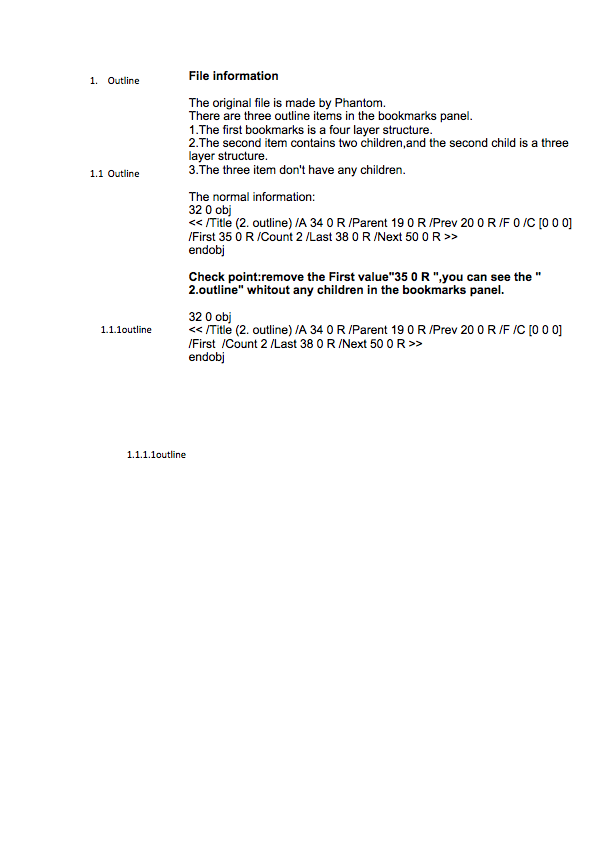 File information
1. Outline
The original file is made by Phantom.
There are three outline items in the bookmarks panel.
1.The first bookmarks is a four layer structure.
2.The second item contains two children,and the second child is a three
layer structure.
3.The three item don't have any children.
1.1 Outline
The normal information:
32 0 obj
<< /Title (2. outline) /A 34 0 R /Parent 19 0 R /Prev 20 0 R /F 0 /C [0 0 0]
/First 35 0 R /Count 2 /Last 38 0 R /Next 50 0 R >>
endobj
Check point:remove the First value"35 0 R ",you can see the "
2.outline" whitout any children in the bookmarks panel.
32 0 obj
<< /Title (2. outline) /A 34 0 R /Parent 19 0 R /Prev 20 0 R /F /C [0 0 0]
1.1.1outline
/First  /Count 2 /Last 38 0 R /Next 50 0 R >>
endobj
1.1.1.1outline